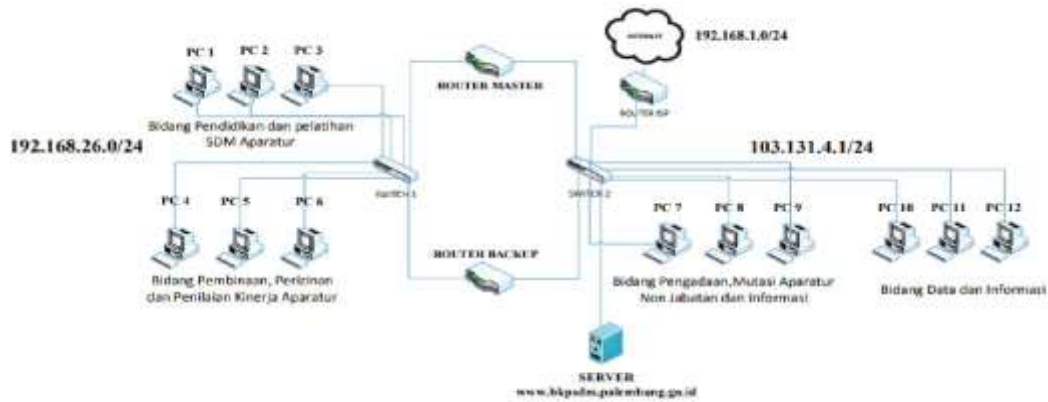 INTERNET
192.168.1.0/24
PC 1
PC 2
PC 3
ROUTER MASTER
ROUTER ISP
Bidang Pendidikan dan pelatihan
SDM Aparatur
192.168.26.0/24
103.131.4.1/24
SWITCH 1
SWITCH 2
PC 4
PC 5
PC 6
PC 7
PC 8
PC 9
PC 10
PC 11
PC 12
ROUTER BACKUP
Bidang Pembinaan, Perizinan
dan Penilaian Kinerja Aparatur
Bidang Pengadaan,Mutasi Aparatur
Non Jabatan dan Informasi
Bidang Data dan Informasi
SERVER
www.bkpsdm.palembang.go.id